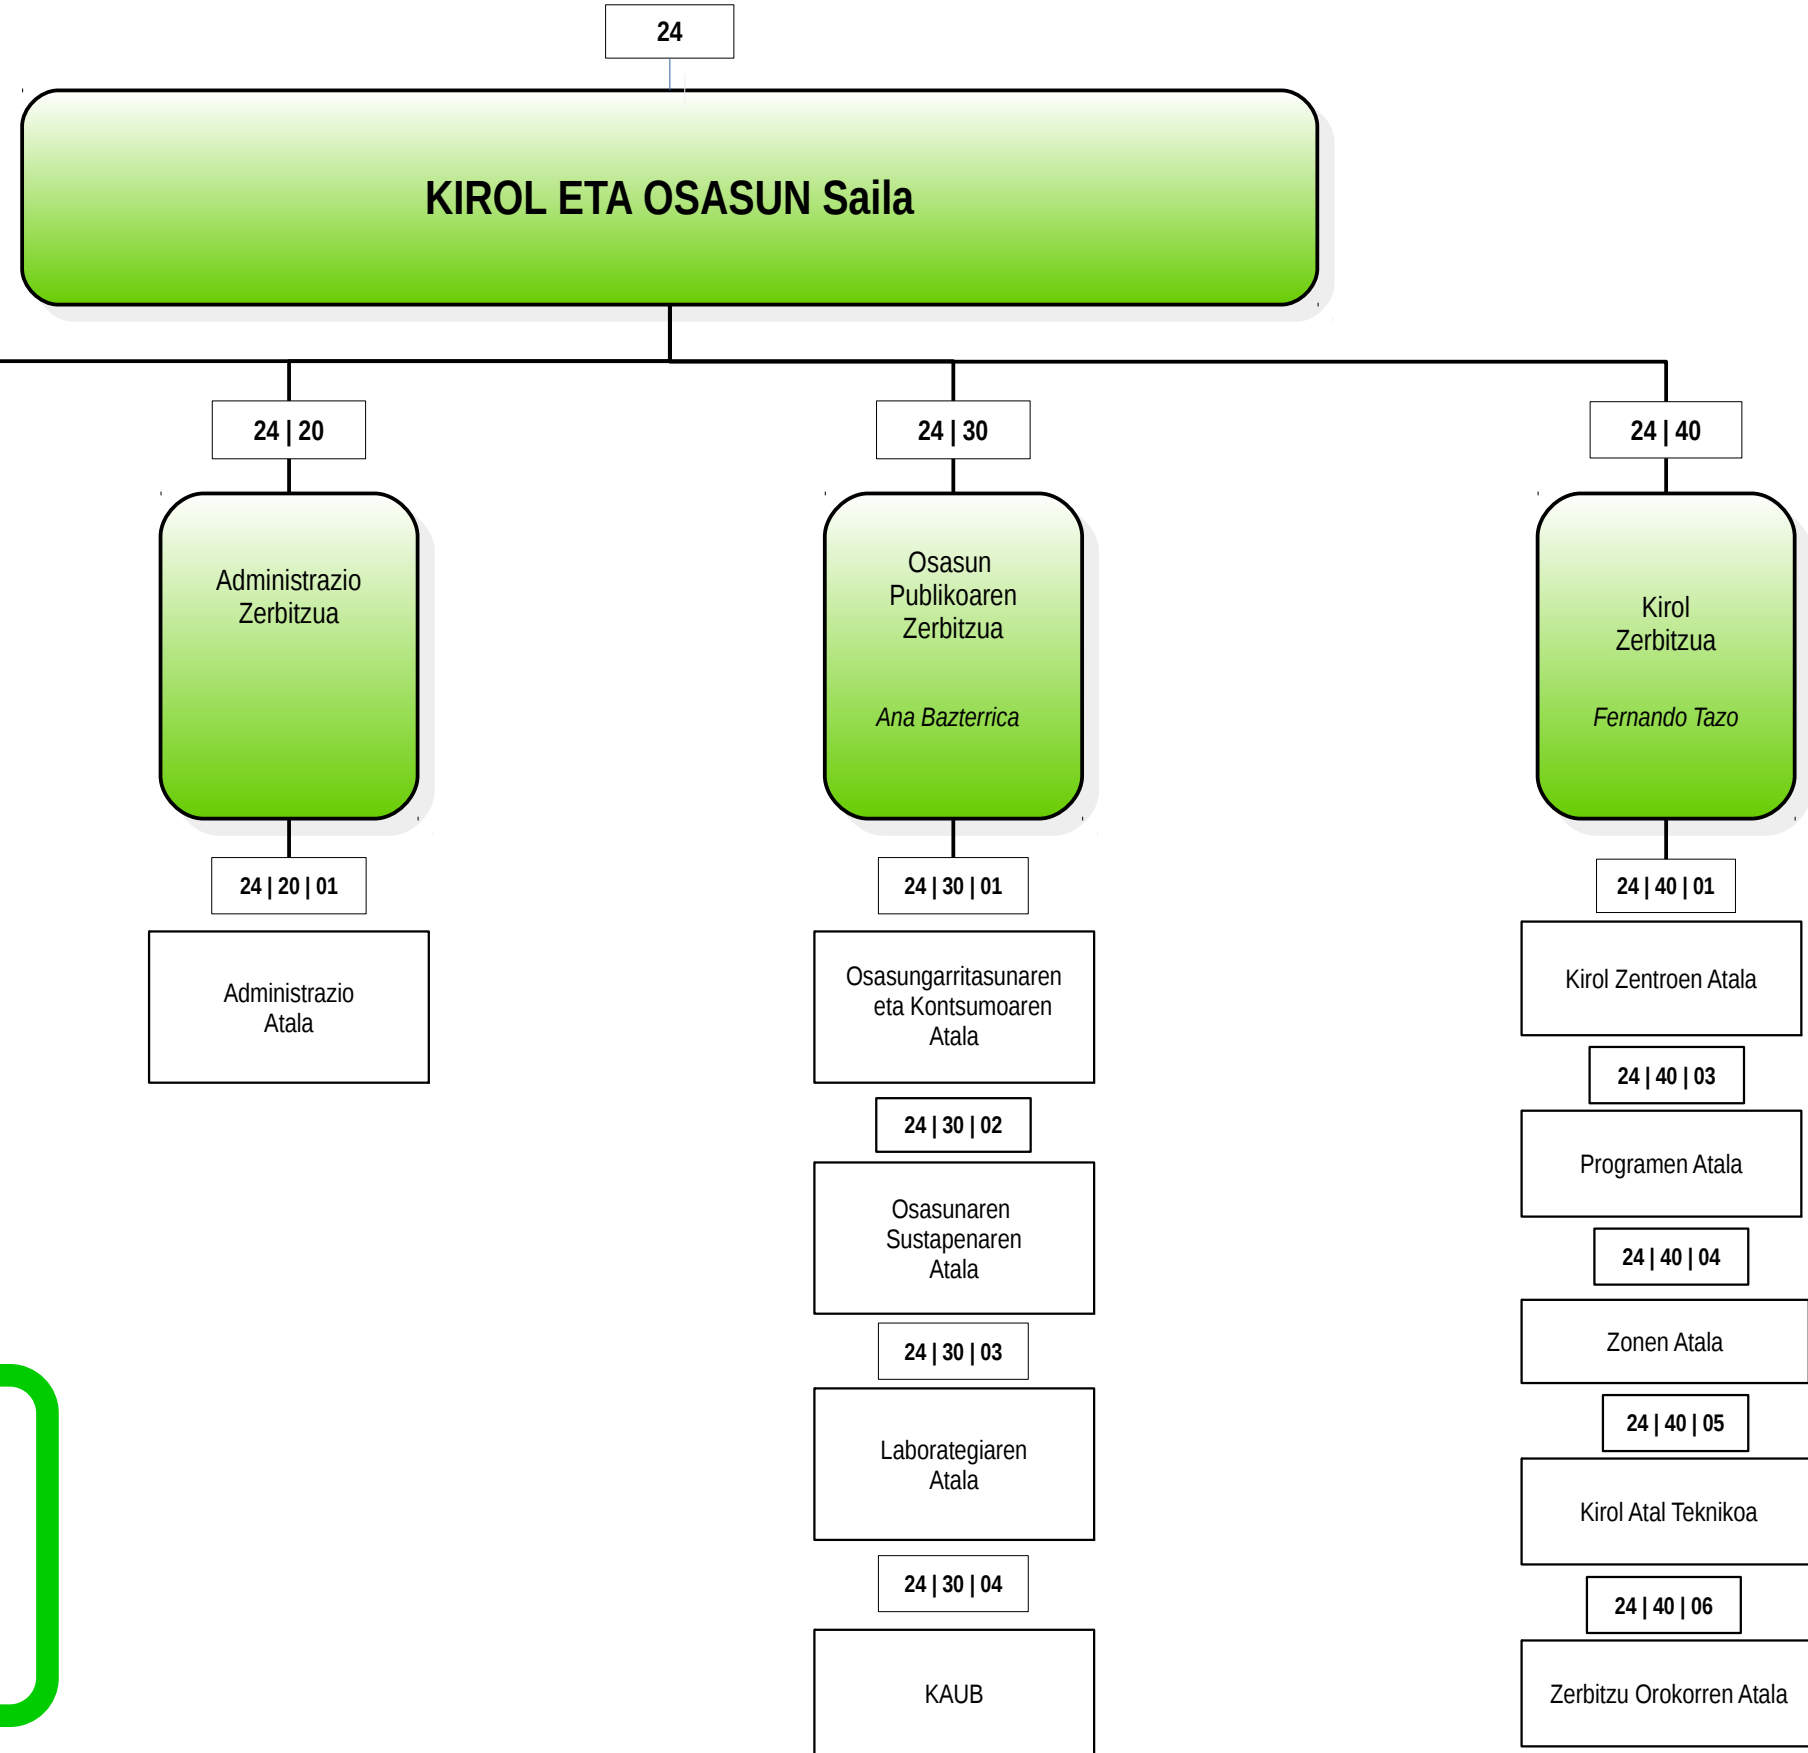 24
KIROL ETA OSASUN Saila
24 | 20
Administrazio
Zerbitzua
24 | 20 | 01
Administrazio
Atala
24 | 30
Osasun
Publikoaren
Zerbitzua
Ana Bazterrica
24 | 30 | 01
Osasungarritasunaren
eta Kontsumoaren
Atala
24 | 30 | 02
Osasunaren
Sustapenaren
Atala
24 | 30 | 03
Laborategiaren
Atala
24 | 30 | 04
KAUB
24 | 40
Kirol
Zerbitzua
Fernando Tazo
24 | 40 | 01
Kirol Zentroen Atala
24 | 40 | 03
Programen Atala
24 | 40 | 04
Zonen Atala
24 | 40 | 05
Kirol Atal Teknikoa
24 | 40 | 06
Zerbitzu Orokorren Atala